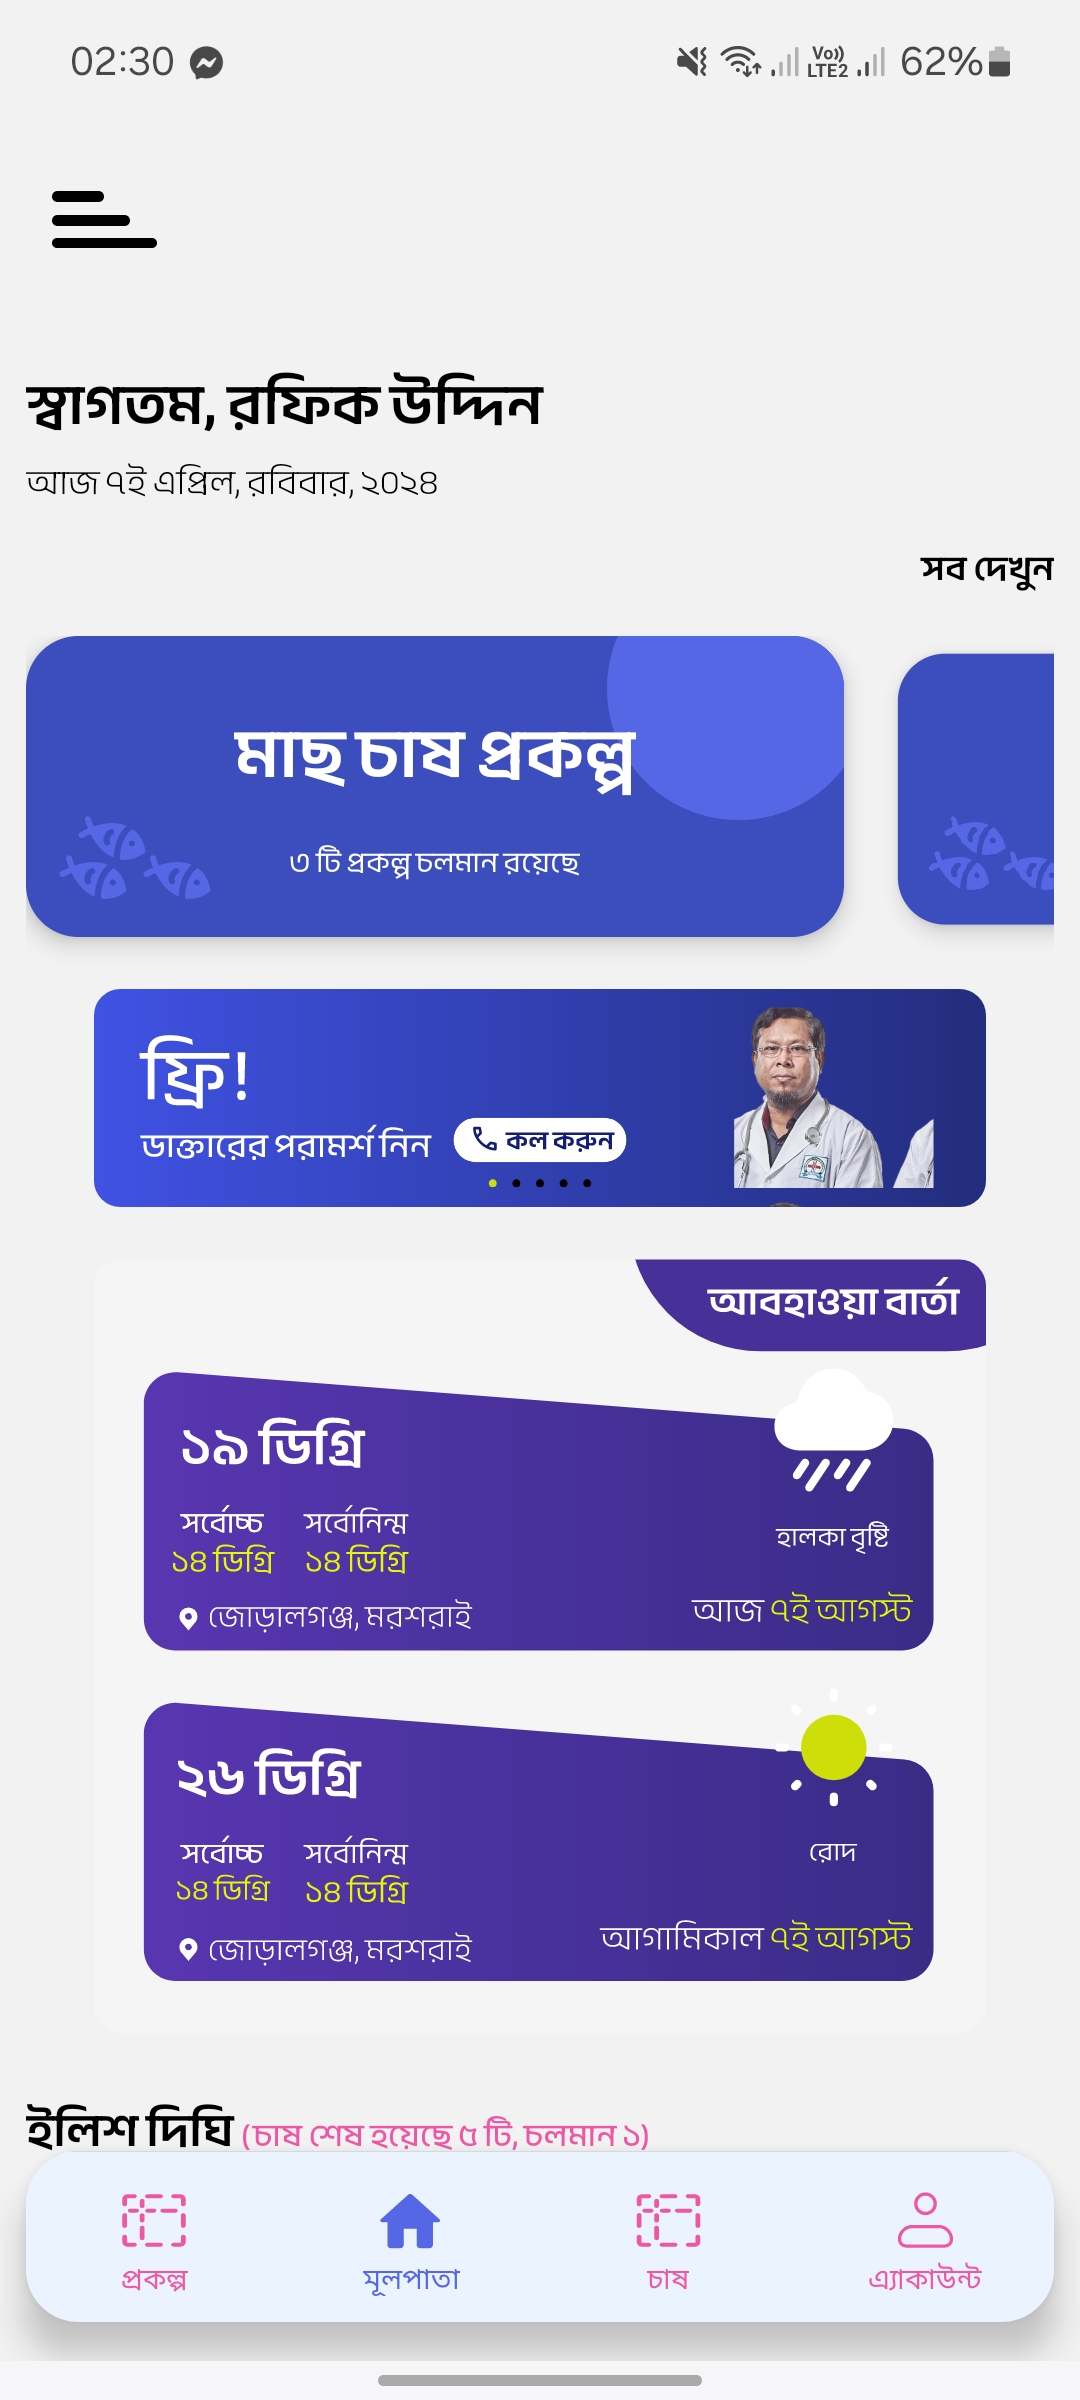 02:30
Vo))
LTE2
62%
স্বাগতম, রফিক উদ্দিন
আজ ৭ই এপ্রিল, রবিবার, ২০২৪
সব দেখুন
মাছ চাষ প্রকল্প
৩ টি প্রকল্প চলমান রয়েছে
ফ্রি!
ডাক্তারের পরামর্শ নিন
কল করুন
আবহাওয়া বার্তা
১৯ ডিগ্রি
সর্বোচ্চ সর্বোনিম্ম
১৪ ডিগ্রি ১৪ ডিগ্রি
হালকা বৃষ্টি
জোড়ালগঞ্জ, মরশরাই
আজ ৭ই আগস্ট
২৬ ডিগ্রি
সর্বোচ্চ সর্বোনিম্ম
১৪ ডিগ্রি ১৪ ডিগ্রি
রোদ
জোড়ালগঞ্জ, মরশরাই
আগামিকাল ৭ই আগস্ট
ইলিশ দিঘি (চাষ শেষ হয়েছে ৫ টি, চলমান ১)
প্রকল্প মূলপাতা চাষ এ্যাকাউন্ট